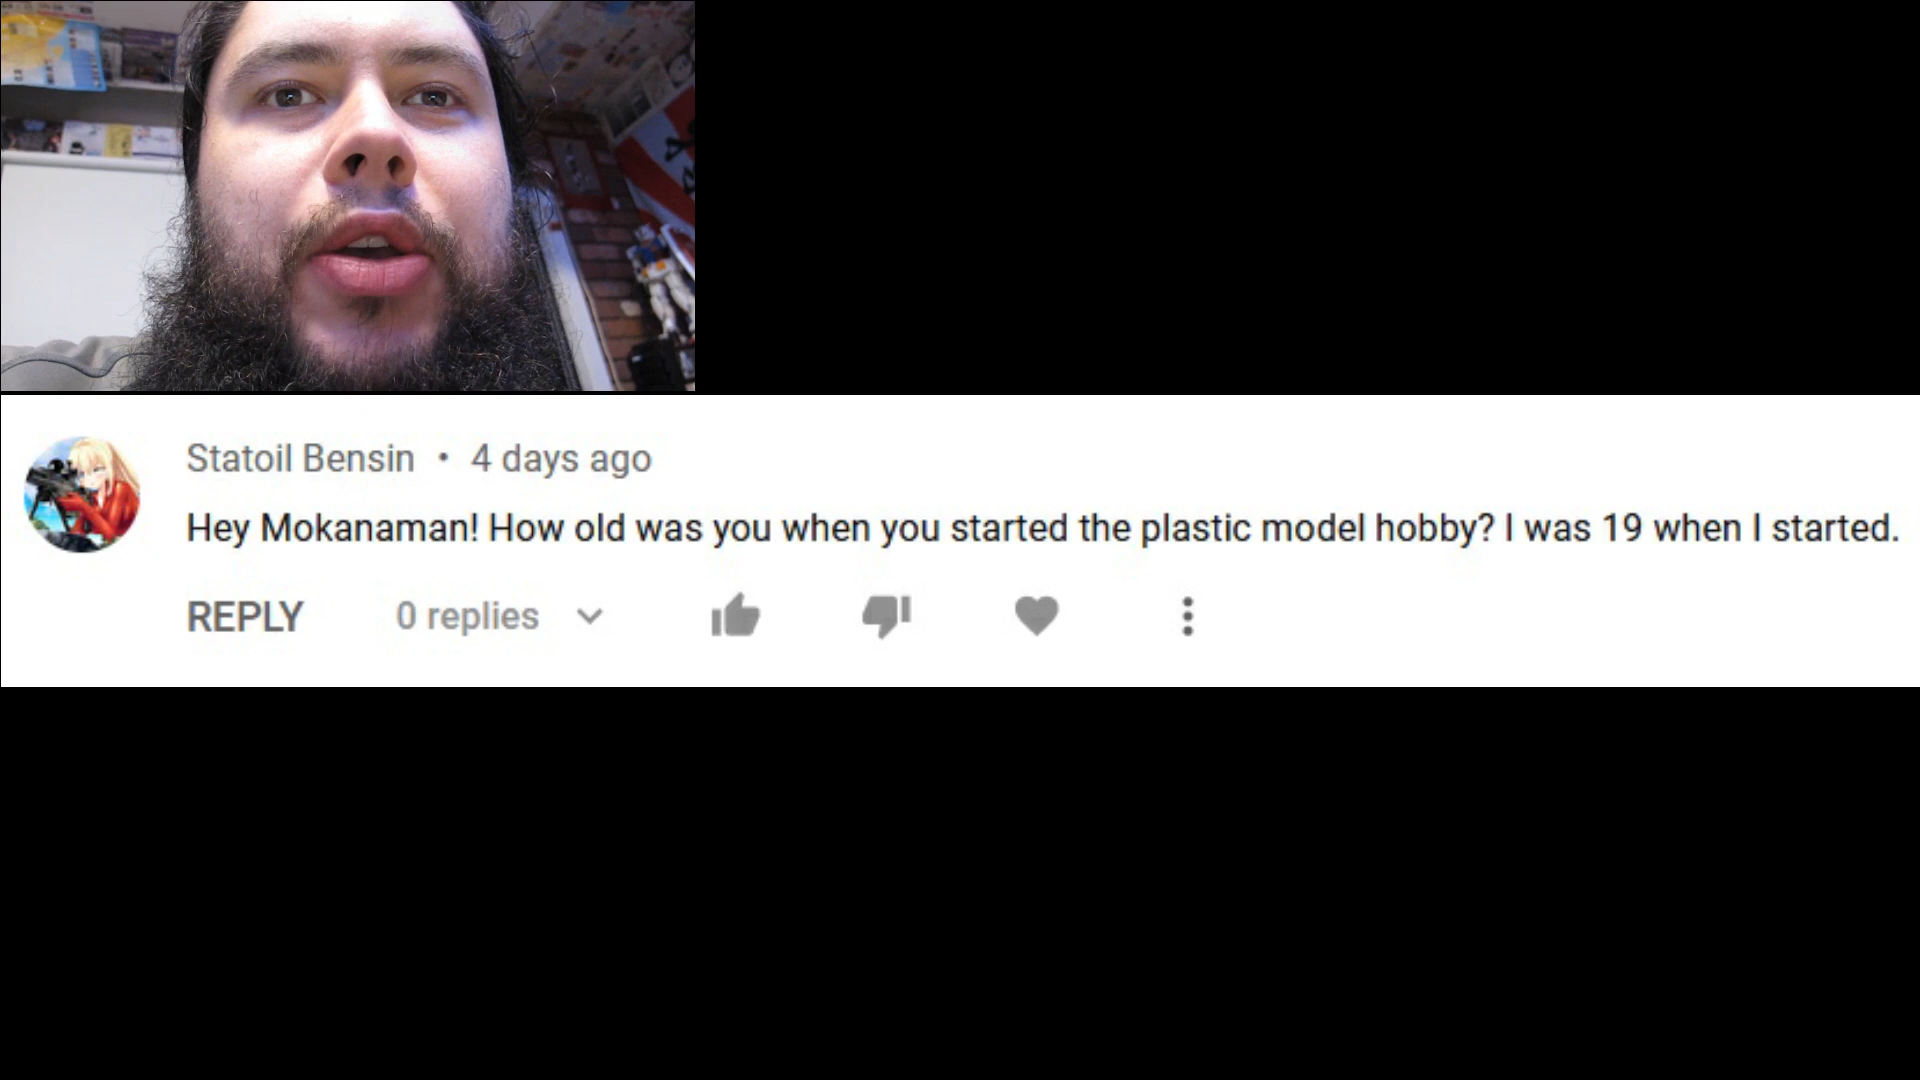 Statoil Bensin • 4 days ago
Hey Mokanaman! How old was you when you started the plastic model hobby? I was 19 when I started.
REPLY 0 replies